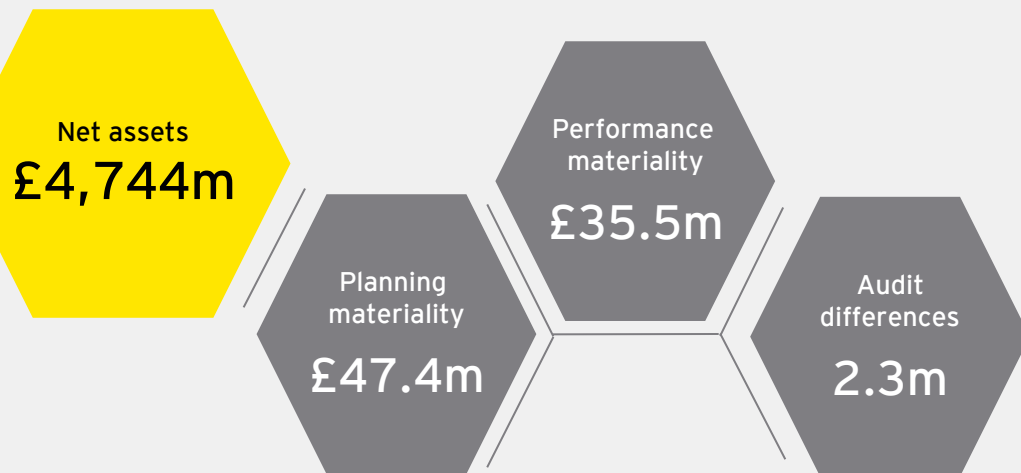 Net assets
£4,744m
Planning
materiality
£47.4m
Performance
materiality
£35.5m
Audit
differences
2.3m